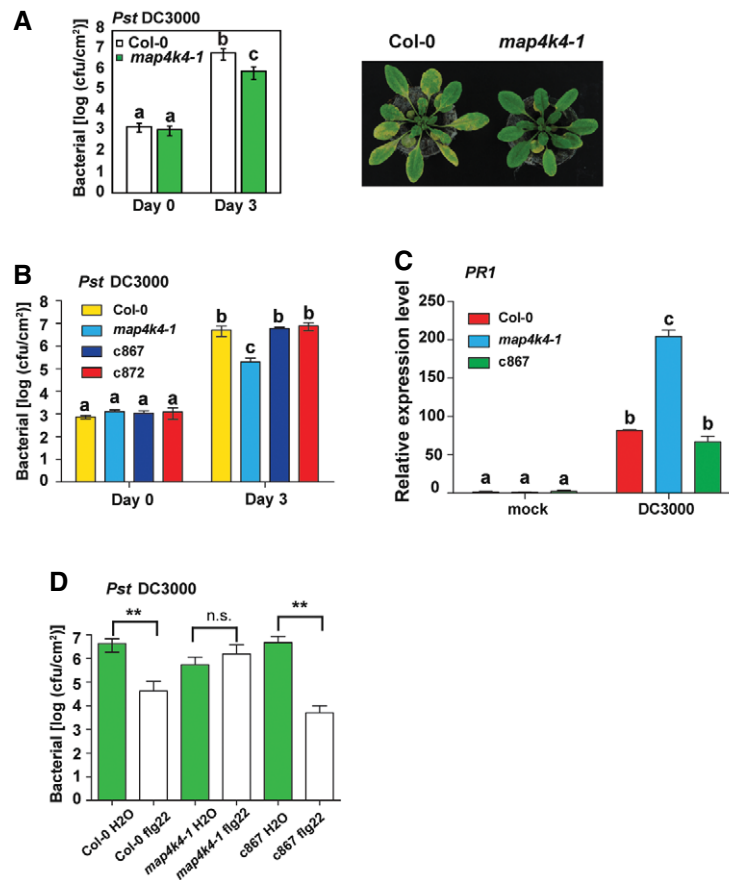 A
Pst DC3000
Bacterial [log (cfu/cm²)]
8
7
6
5
4
3
2
1
0
Col-0
map4k4-1
a
a
b
c
Day 0
Day 3
Col-0
map4k4-1
B
Pst DC3000
Bacterial [log (cfu/cm²)]
8
7
6
5
4
3
2
1
0
Col-0
map4k4-1
c867
c872
a
a
a
a
b
c
b
b
Day 0
Day 3
C
PR1
Relative expression level
250
200
150
100
50
0
Col-0
map4k4-1
c867
a
a
a
b
c
b
mock
DC3000
D
Pst DC3000
Bacterial [log (cfu/cm²)]
7
6
5
4
3
2
1
0
**
n.s.
**
Col-0 H2O
Col-0 flg22
map4k4-1 H2O
map4k4-1 flg22
c867 H2O
c867 flg22